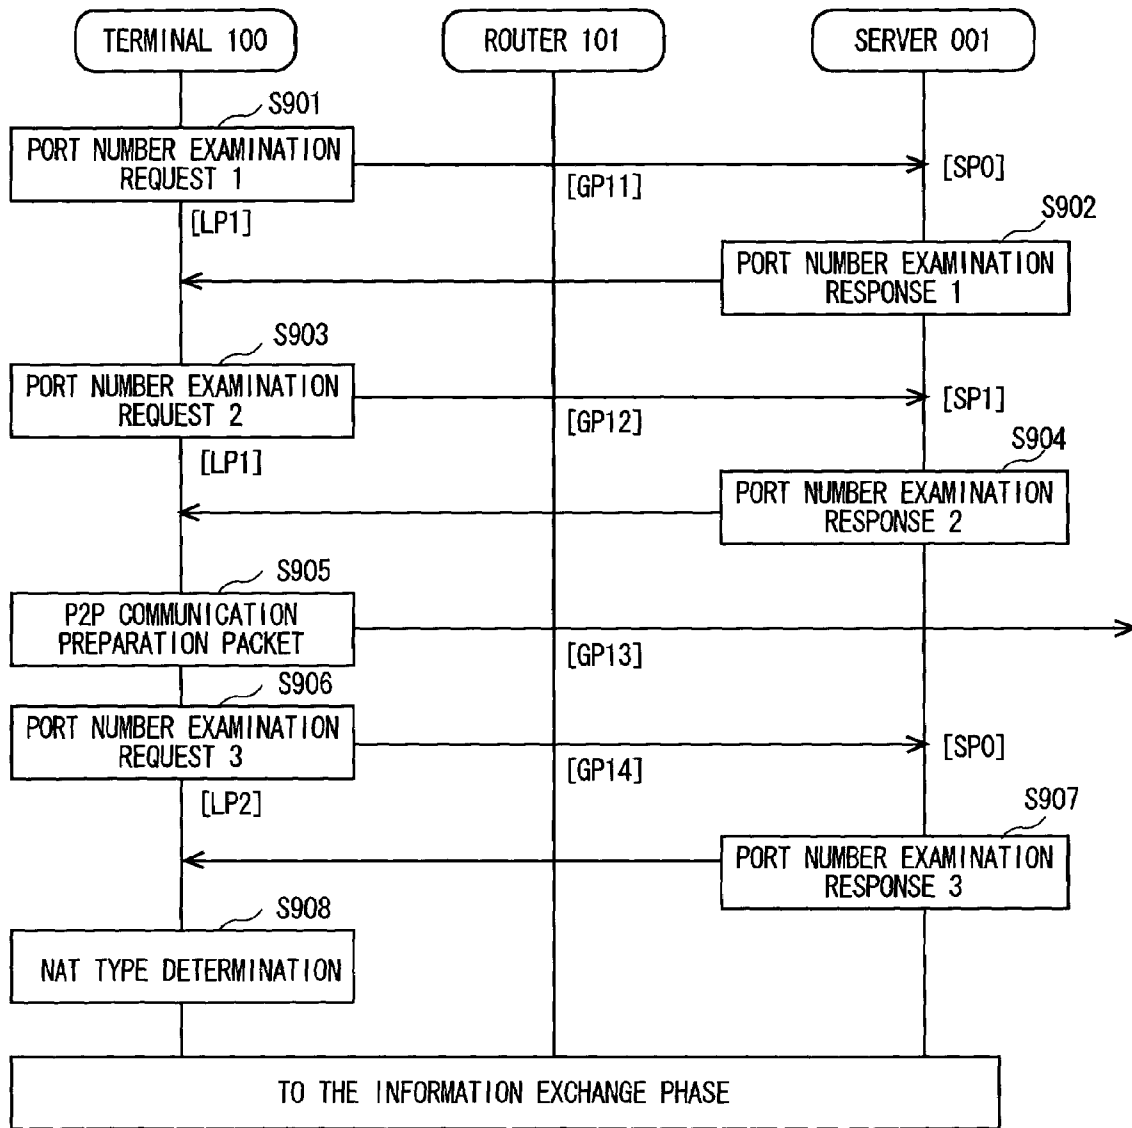 TERMINAL 100
ROUTER 101
SERVER 001
S901
PORT NUMBER EXAMINATION
REQUEST 1
[GP11]
[SP0]
[LP1]
S902
PORT NUMBER EXAMINATION
RESPONSE 1
S903
PORT NUMBER EXAMINATION
REQUEST 2
[GP12]
[SP1]
[LP1]
S904
PORT NUMBER EXAMINATION
RESPONSE 2
S905
P2P COMMUNICATION
PREPARATION PACKET
[GP13]
S906
PORT NUMBER EXAMINATION
REQUEST 3
[GP14]
[SP0]
[LP2]
S907
PORT NUMBER EXAMINATION
RESPONSE 3
S908
NAT TYPE DETERMINATION
TO THE INFORMATION EXCHANGE PHASE